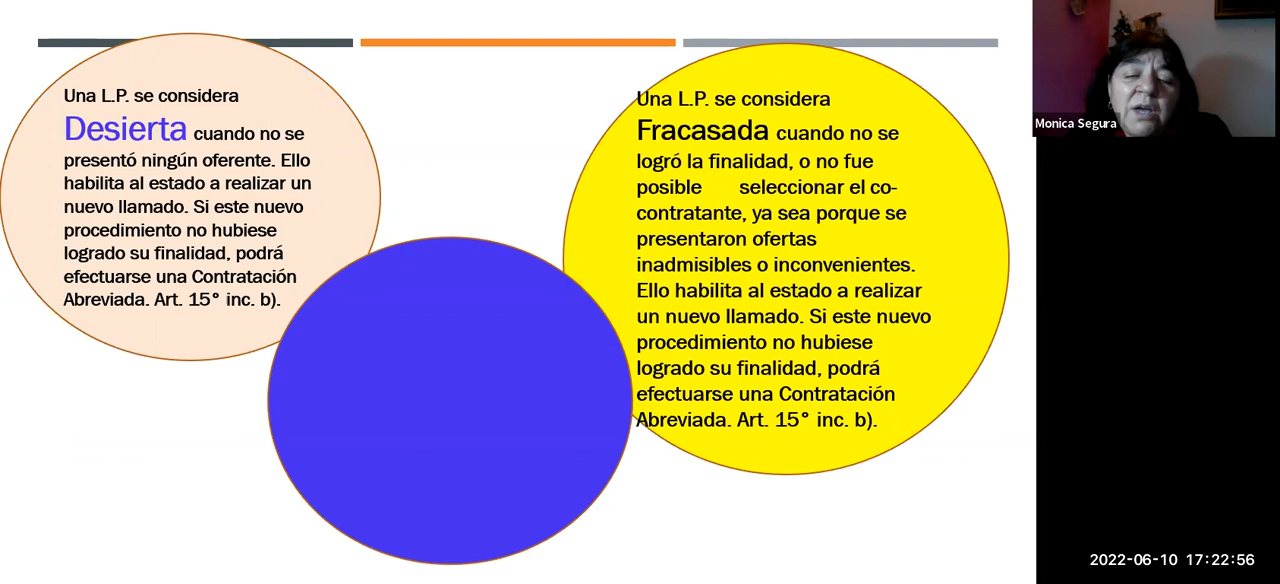 Una L.P. se considera
Desierta cuando no se
presentó ningún oferente. Ello
habilita al estado a realizar un
nuevo llamado. Si este nuevo
procedimiento no hubiese
logrado su finalidad, podrá
efectuarse una Contratación
Abreviada. Art. 15° inc. b).
Una L.P. se considera
Fracasada cuando no se
logró la finalidad, o no fue
posible seleccionar el co-
contratante, ya sea porque se
presentaron ofertas
inadmisibles o inconvenientes.
Ello habilita al estado a realizar
un nuevo llamado. Si este nuevo
procedimiento no hubiese
logrado su finalidad, podrá
efectuarse una Contratación
Abreviada. Art. 15° inc. b).
Monica Segura
2022-06-10 17:22:56